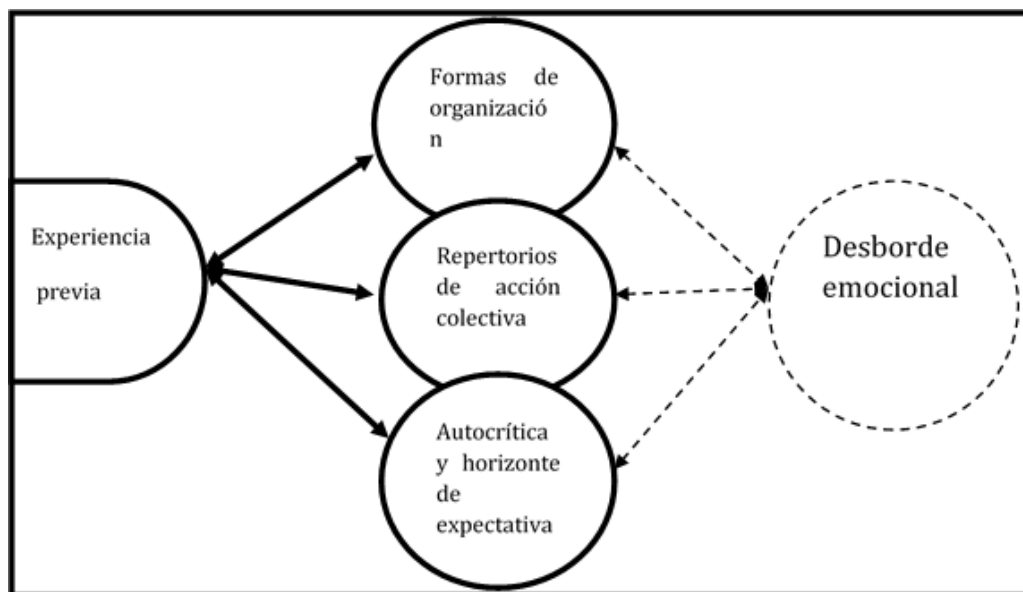 Formas de
organizació
n
Experiencia
previa
Repertorios
de acción
colectiva
Desborde
emocional
Autocrítica
y horizonte
de
expectativa